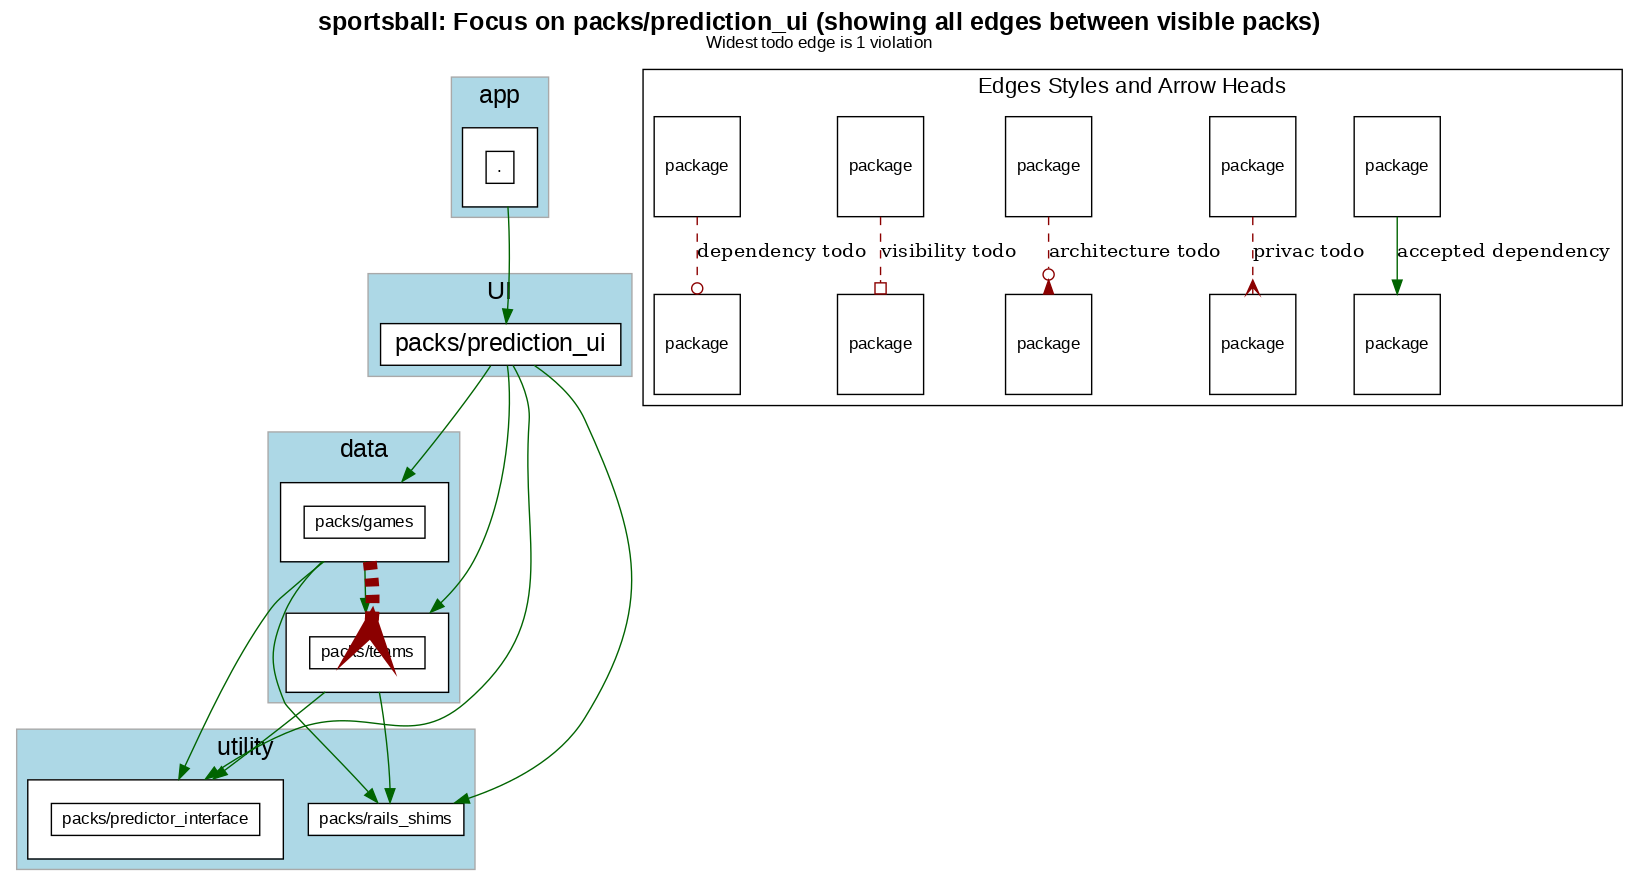 sportsball: Focus on packs/prediction_ui (showing all edges between visible packs)
Widest todo edge is 1 violation
app
.
UI
packs/prediction_ui
data
packs/games
packs/teams
utility
packs/predictor_interface
packs/rails_shims
Edges Styles and Arrow Heads
package
package
package
package
package
dependency todo
visibility todo
architecture todo
privac todo
accepted dependency
package
package
package
package
package